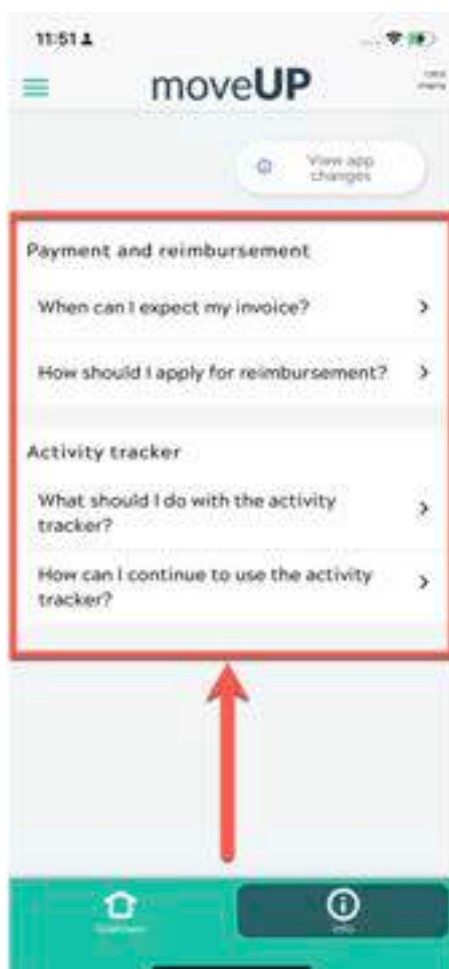 11:51
moveUP
View app
changes
Payment and reimbursement
When can I expect my invoice?
How should I apply for reimbursement?
Activity tracker
What should I do with the activity
tracker?
How can I continue to use the activity
tracker?